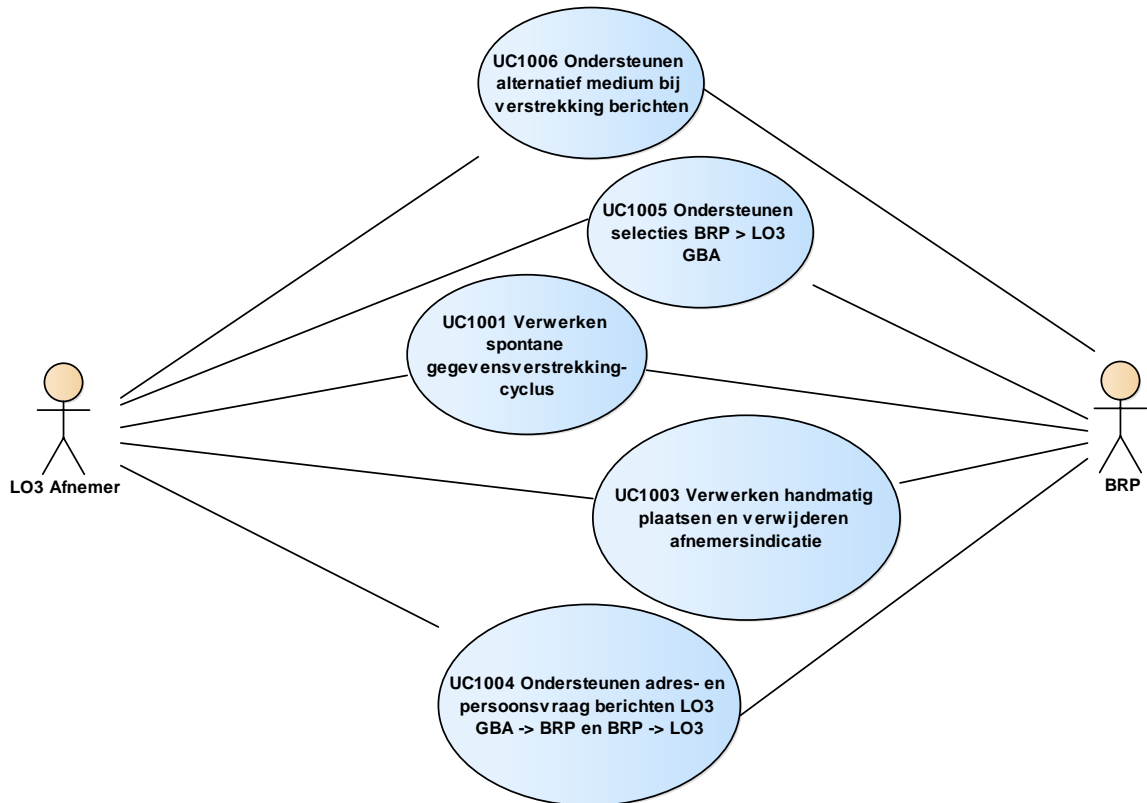 UC1006 Ondersteunen
alternatief medium bij
verstrekking berichten
UC1005 Ondersteunen
selecties BRP > LO3
GBA
UC1001 Verwerken
spontane
gegevensverstrekking-
cyclus
LO3 Afnemer
BRP
UC1003 Verwerken handmatig
plaatsen en verwijderen
afnemersindicatie
UC1004 Ondersteunen adres- en
persoonsvraag berichten LO3
GBA -> BRP en BRP -> LO3